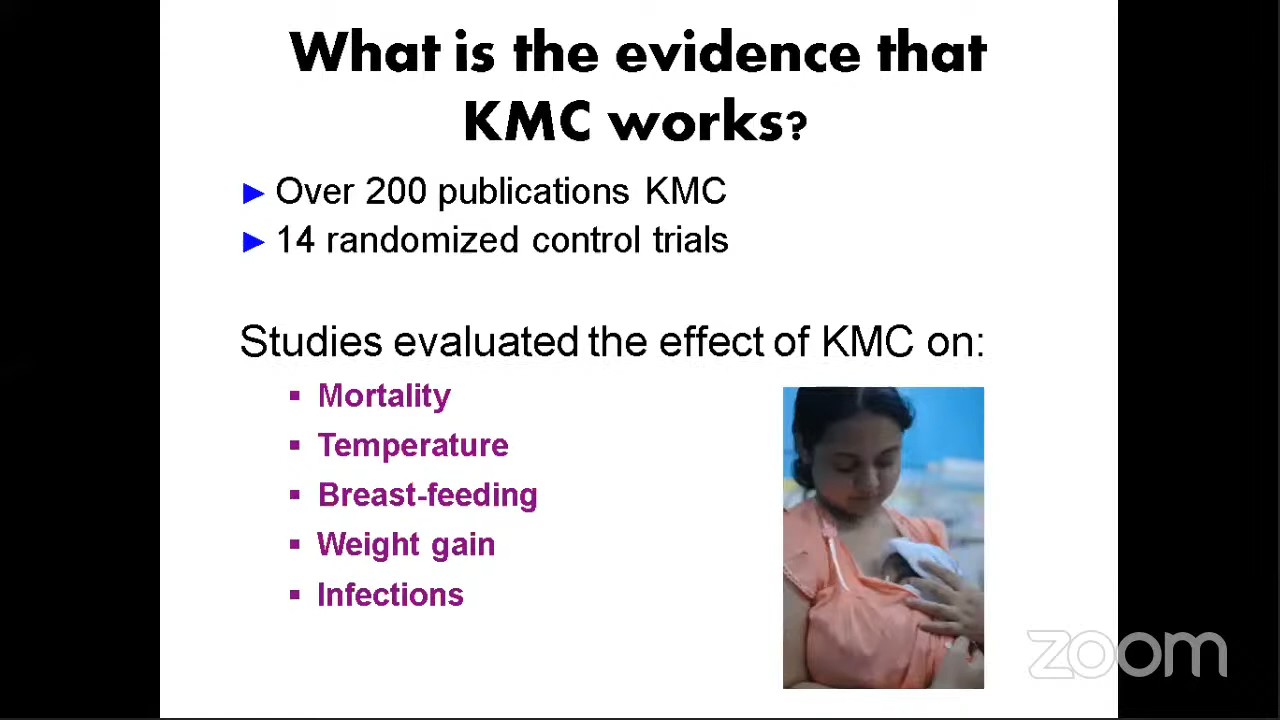 What is the evidence that
KMC works?
► Over 200 publications KMC
► 14 randomized control trials
Studies evaluated the effect of KMC on:
▪ Mortality
▪ Temperature
▪ Breast-feeding
▪ Weight gain
▪ Infections
zoom